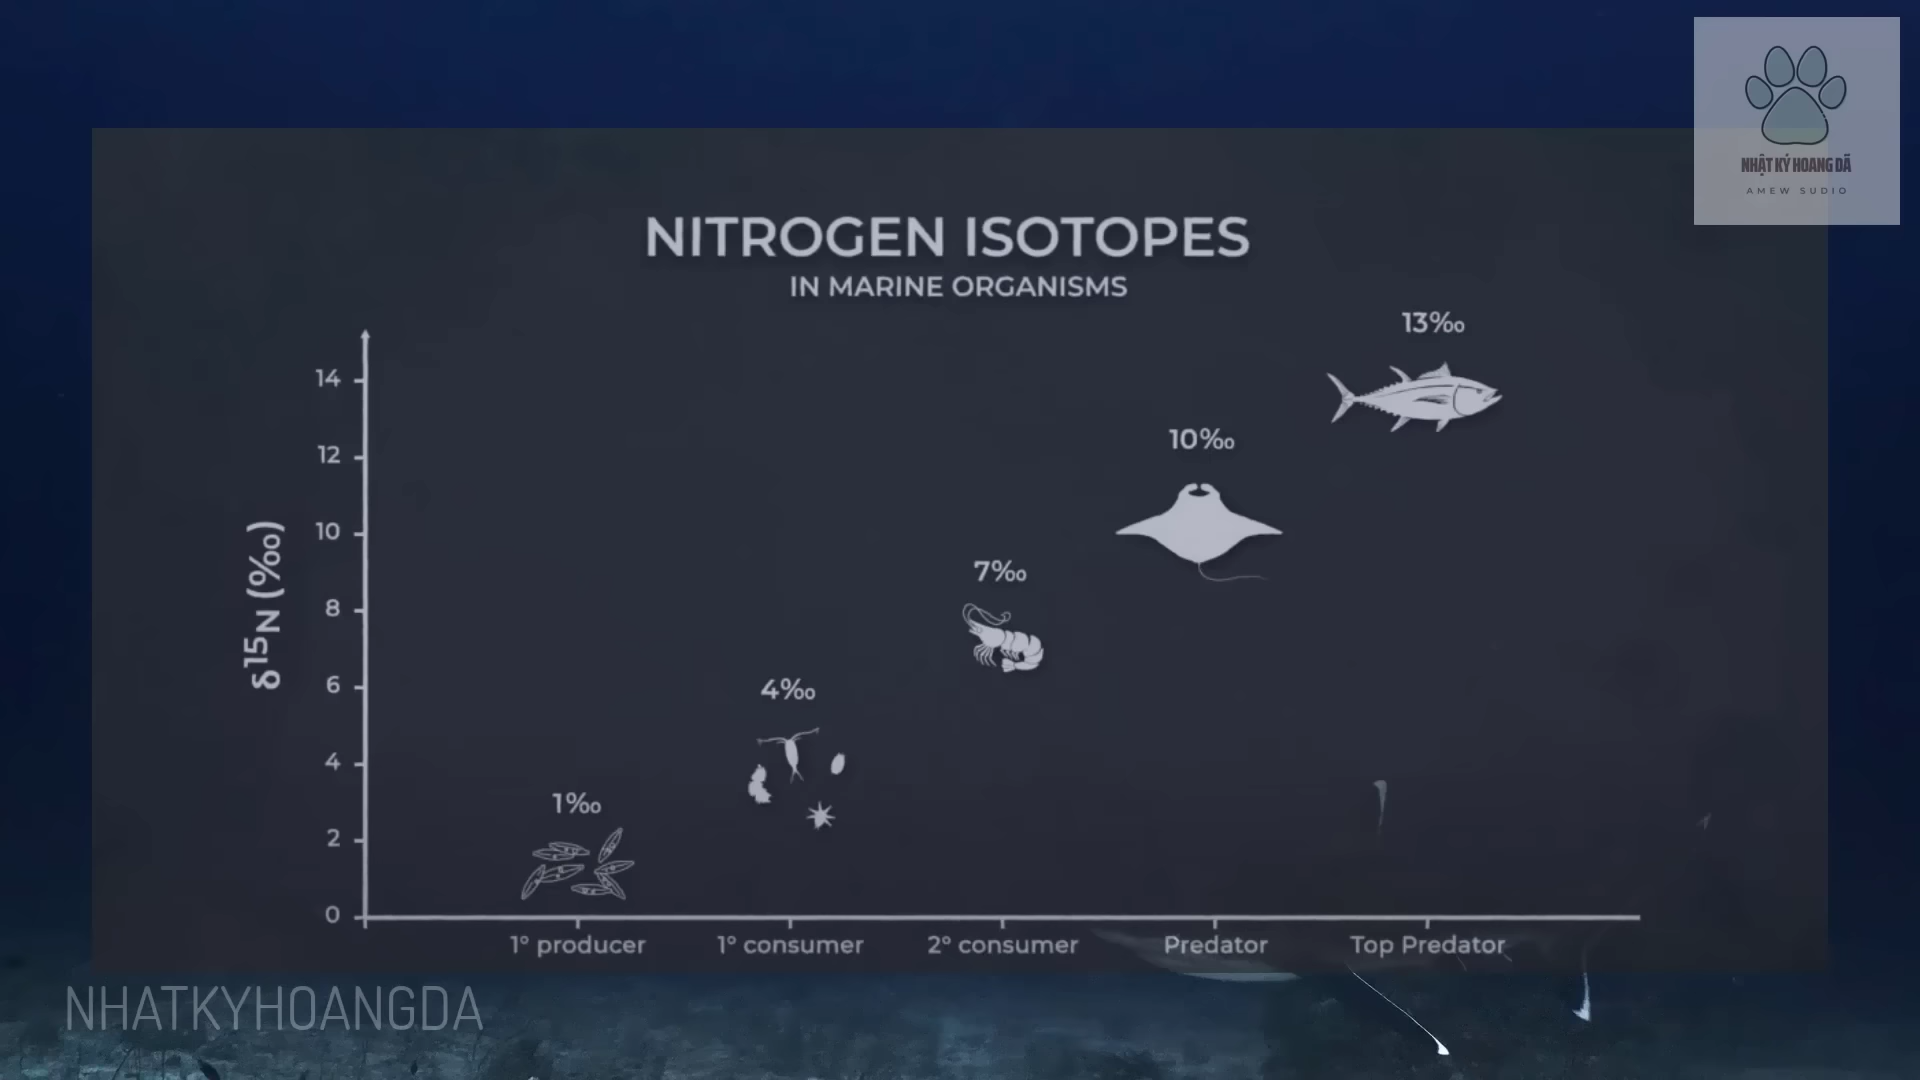 NHẬT KÝ HOANG DÃ
AMEW SUDIO
NITROGEN ISOTOPES
IN MARINE ORGANISMS
13‰
14
10‰
12
10
7‰
δ¹⁵N (‰)
8
4‰
6
4
1‰
2
0
1° producer 1° consumer 2° consumer Predator Top Predator
NHATKYHOANGDA